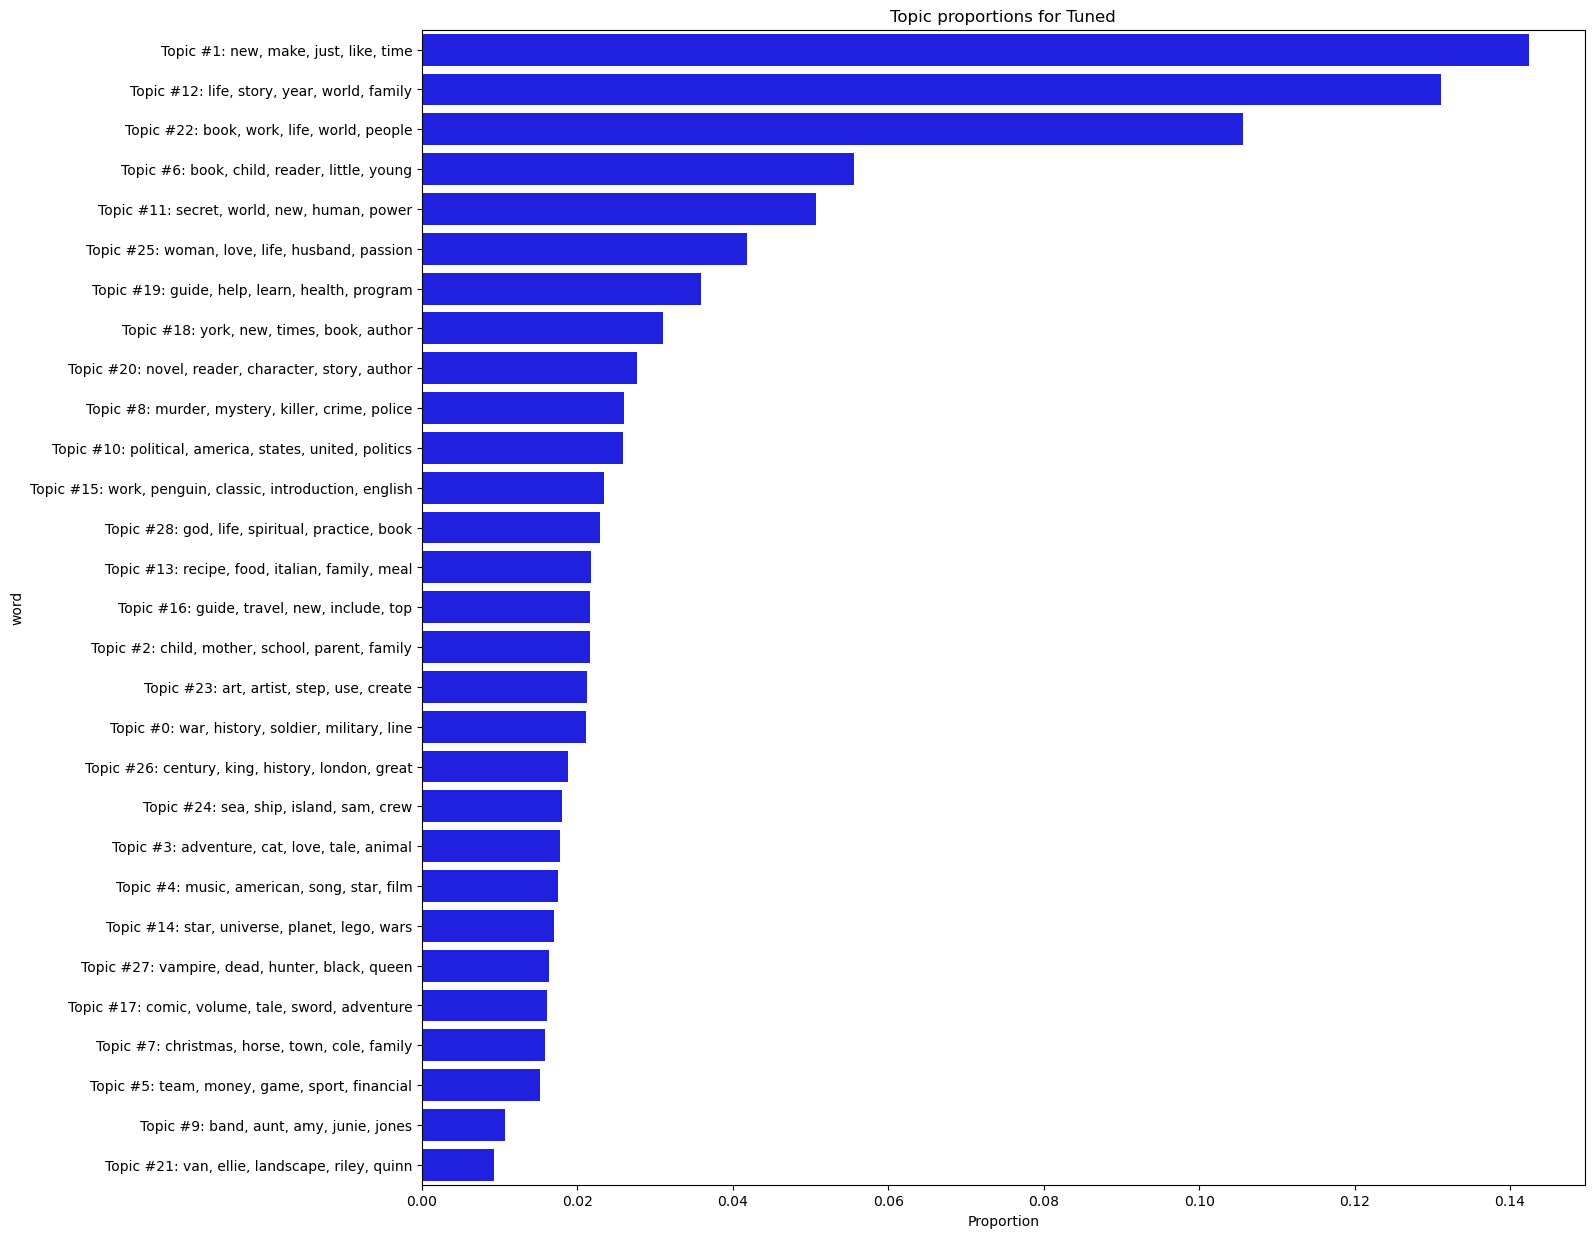 Topic proportions for Tuned
Topic #1: new, make, just, like, time
Topic #12: life, story, year, world, family
Topic #22: book, work, life, world, people
Topic #6: book, child, reader, little, young
Topic #11: secret, world, new, human, power
Topic #25: woman, love, life, husband, passion
Topic #19: guide, help, learn, health, program
Topic #18: york, new, times, book, author
Topic #20: novel, reader, character, story, author
Topic #8: murder, mystery, killer, crime, police
Topic #10: political, america, states, united, politics
Topic #15: work, penguin, classic, introduction, english
Topic #28: god, life, spiritual, practice, book
Topic #13: recipe, food, italian, family, meal
Topic #16: guide, travel, new, include, top
Topic #2: child, mother, school, parent, family
Topic #23: art, artist, step, use, create
Topic #0: war, history, soldier, military, line
Topic #26: century, king, history, london, great
Topic #24: sea, ship, island, sam, crew
Topic #3: adventure, cat, love, tale, animal
Topic #4: music, american, song, star, film
Topic #14: star, universe, planet, lego, wars
Topic #27: vampire, dead, hunter, black, queen
Topic #17: comic, volume, tale, sword, adventure
Topic #7: christmas, horse, town, cole, family
Topic #5: team, money, game, sport, financial
Topic #9: band, aunt, amy, junie, jones
Topic #21: van, ellie, landscape, riley, quinn
word
0.00 0.02 0.04 0.06 0.08 0.10 0.12 0.14
Proportion